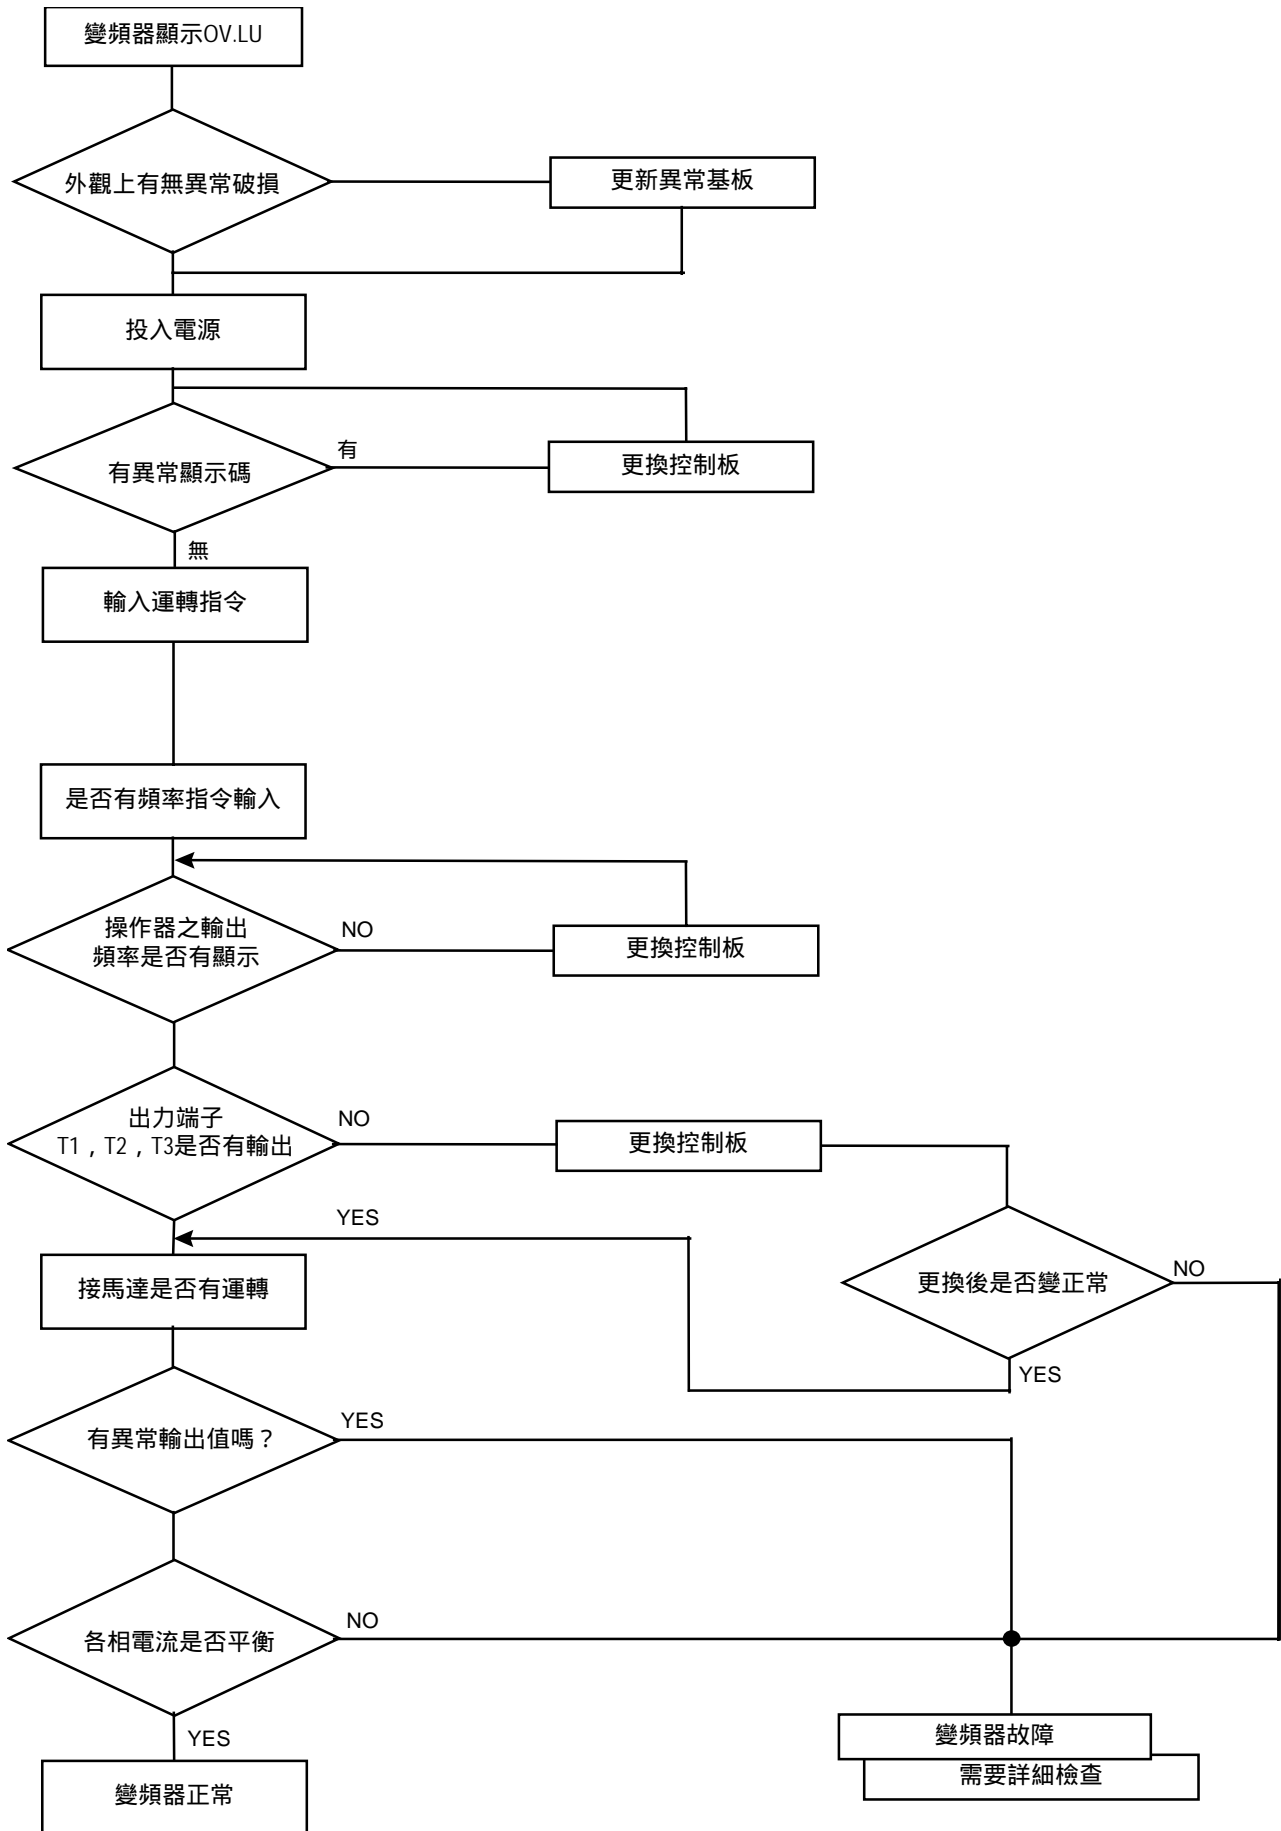 變頻器顯示OV.LU
外觀上有無異常破損
更新異常基板
投入電源
有異常顯示碼
有
更換控制板
無
輸入運轉指令
是否有頻率指令輸入
操作器之輸出
頻率是否有顯示
NO
更換控制板
出力端子
T1，T2，T3是否有輸出
NO
更換控制板
YES
接馬達是否有運轉
更換後是否變正常
NO
YES
有異常輸出值嗎？
YES
各相電流是否平衡
NO
YES
變頻器正常
變頻器故障
需要詳細檢查